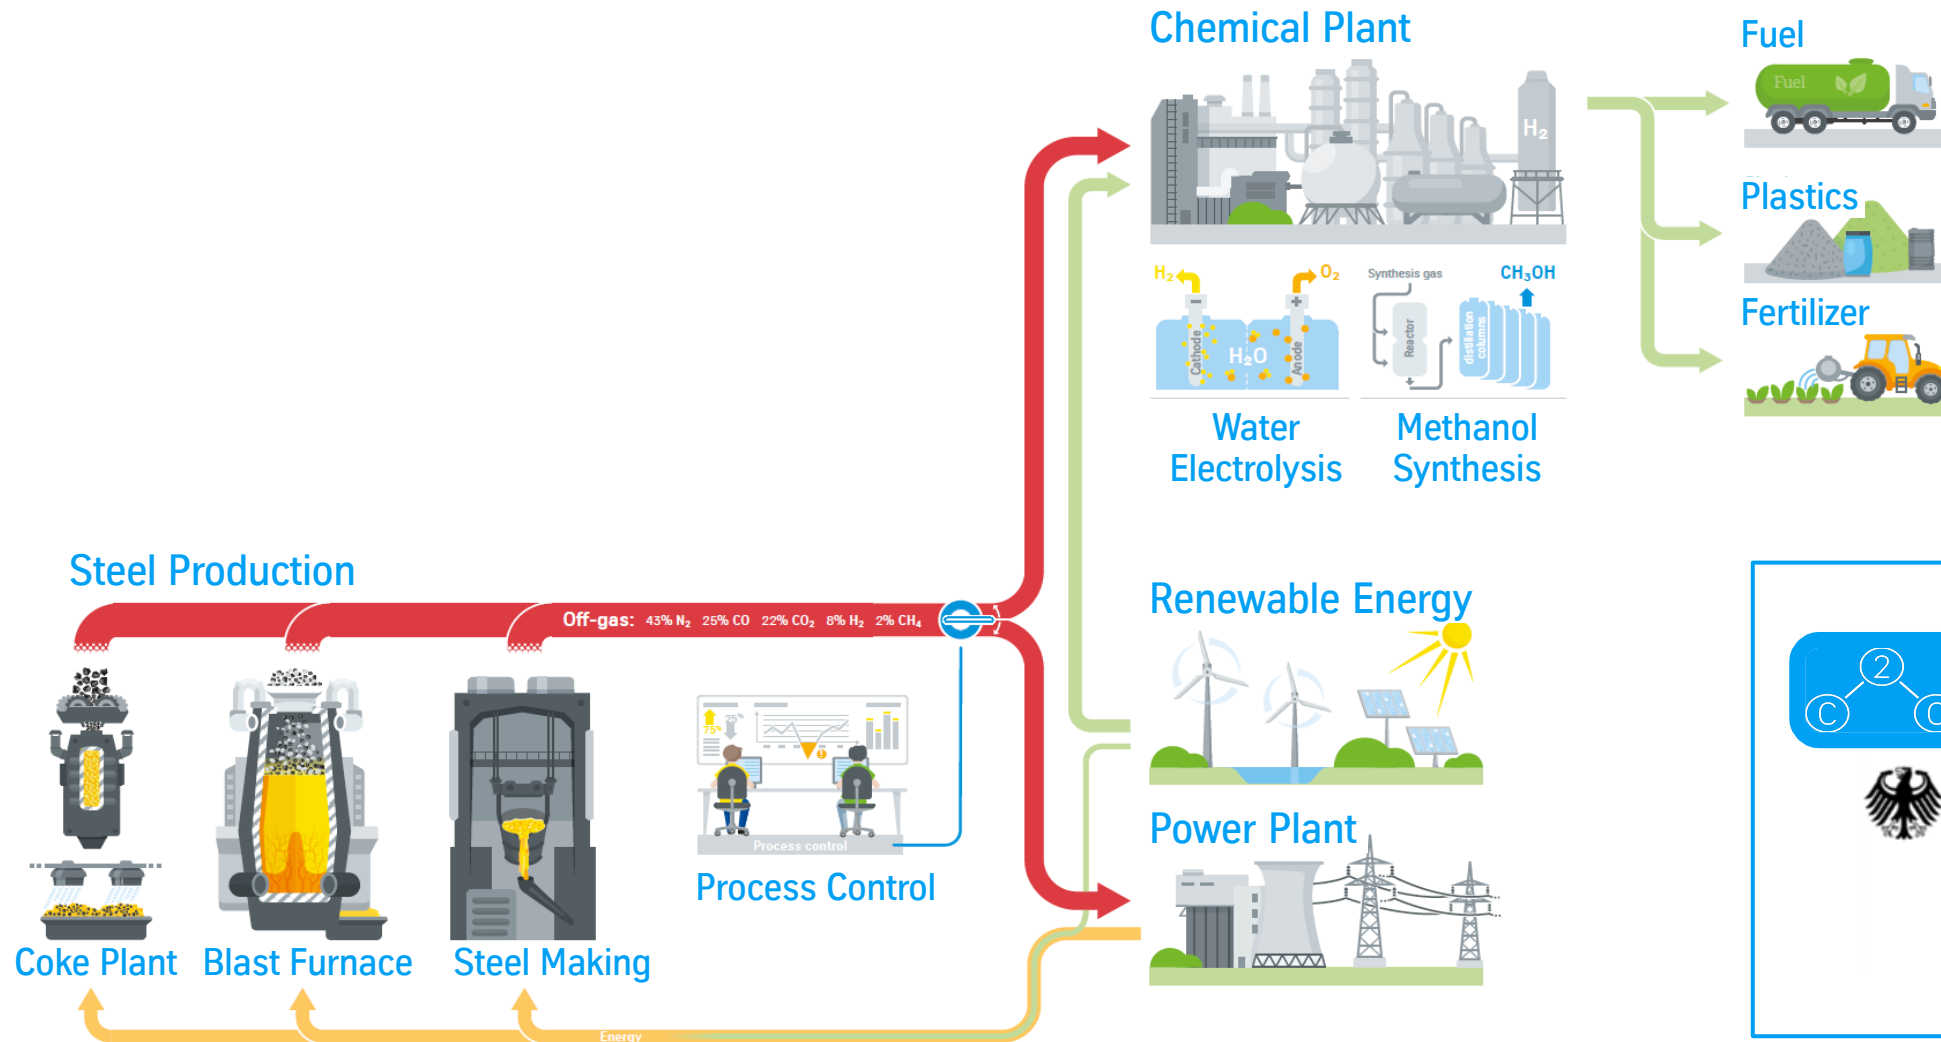 Chemical Plant
Fuel
Fuel
H₂
Plastics
H₂
O₂
Synthesis gas
CH₃OH
Fertilizer
−
+
Cathode
H₂O
Anode
Reactor
distillation
columns
Water
Electrolysis
Methanol
Synthesis
Steel Production
Off-gas: 43% N₂ 25% CO 22% CO₂ 8% H₂ 2% CH₄
Renewable Energy
2
C
25%
75%
!
Process control
Power Plant
Process Control
Coke Plant
Blast Furnace
Steel Making
Energy